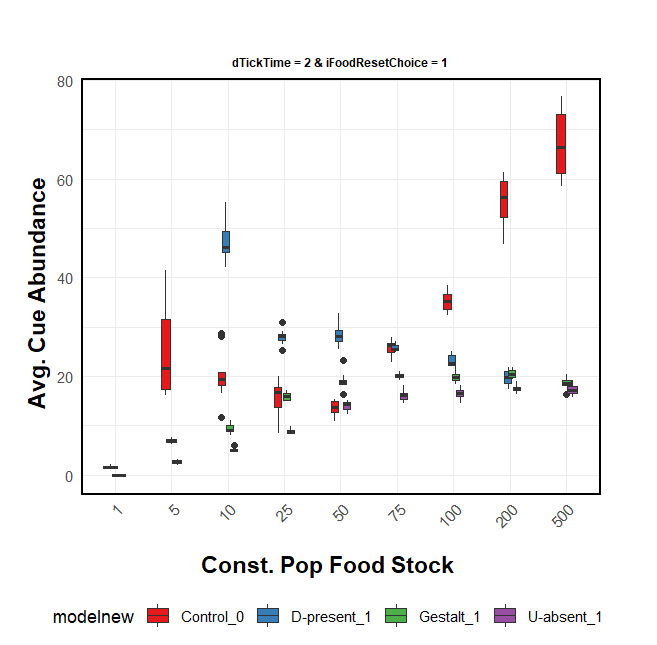 dTickTime = 2 & iFoodResetChoice = 1
Avg. Cue Abundance
80
60
40
20
0
1 5 10 25 50 75 100 200 500
Const. Pop Food Stock
modelnew Control_0 D-present_1 Gestalt_1 U-absent_1